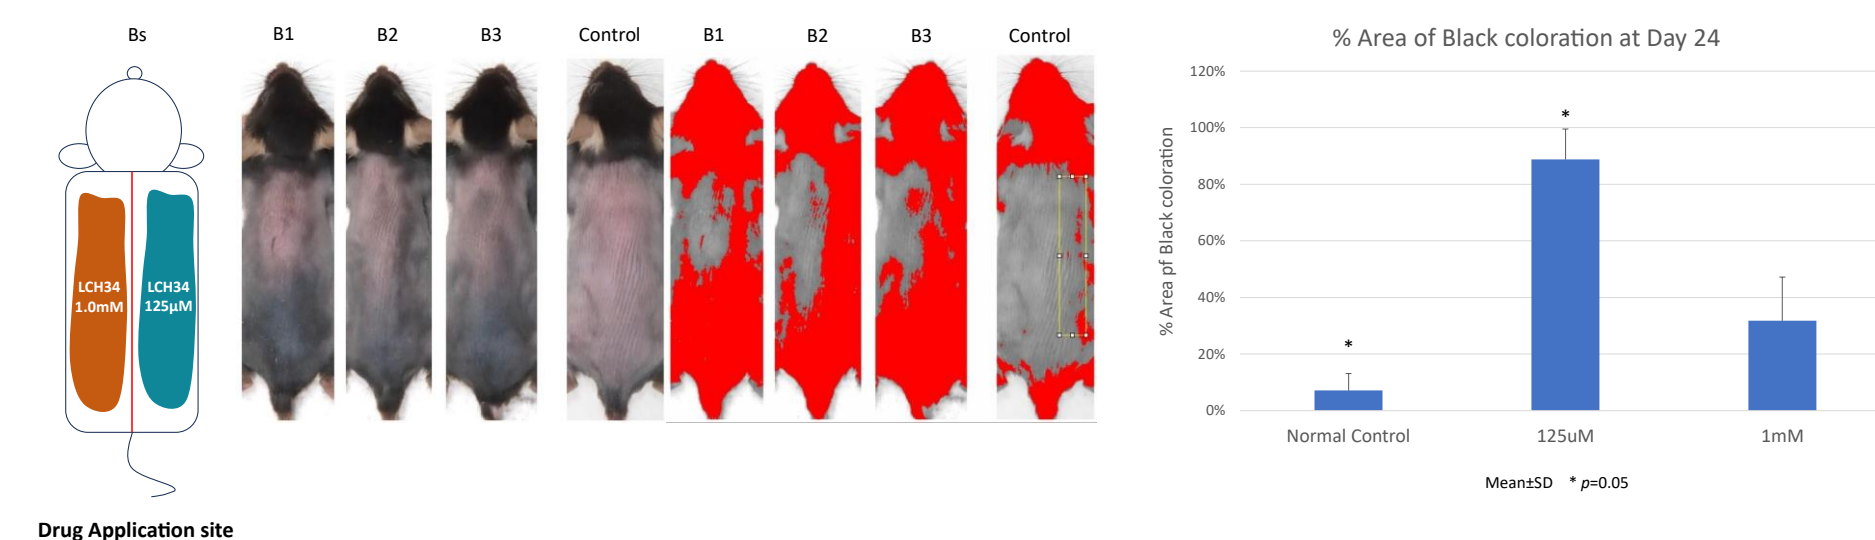 Bs
B1
B2
B3
Control
B1
B2
B3
Control
LCH34
1.0mM
LCH34
125µM
Drug Application site
% Area of Black coloration at Day 24
% Area pf Black coloration
120%
100%
80%
60%
40%
20%
0%
*
*
Normal Control
125uM
1mM
Mean±SD * p=0.05